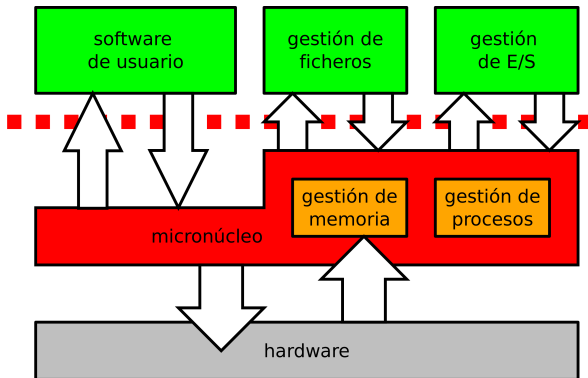 software
de usuario
gestión de
ficheros
gestión
de E/S
gestión de
memoria
gestión de
procesos
micronúcleo
hardware